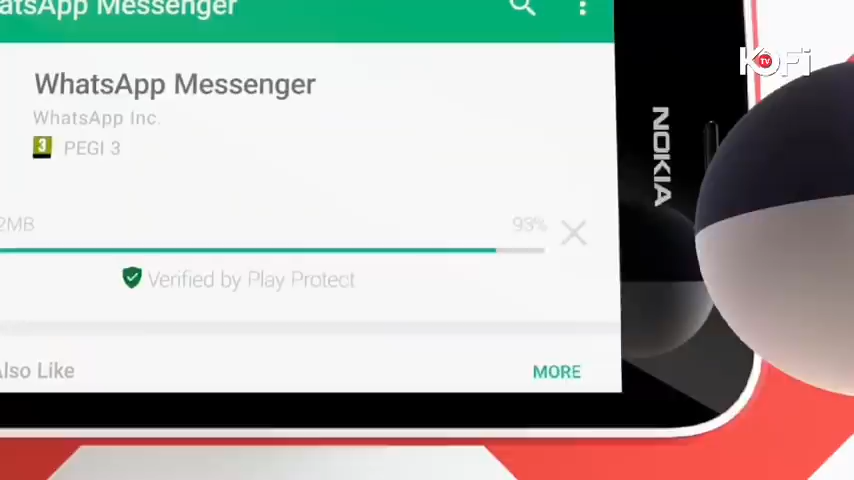 atsApp Messenger
KOFi
TV
WhatsApp Messenger
WhatsApp Inc.
3 PEGI 3
NOKIA
2MB 93%
Verified by Play Protect
Also Like
MORE